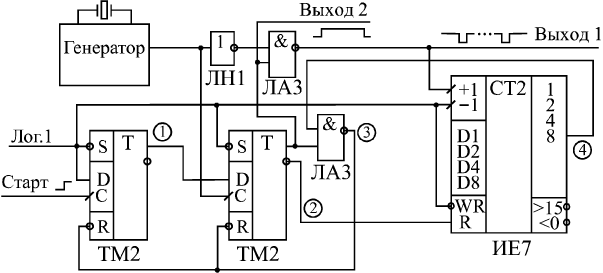 Выход 2
Выход 1
Генератор
1
ЛН1
&
ЛА3
+1
−1
D1
D2
D4
D8
WR
R
СТ2
1
2
4
8
>15
<0
4
ИЕ7
Лог.1
Старт
S
D
C
R
T
ТМ2
1
S
D
C
R
T
ТМ2
2
&
ЛА3
3